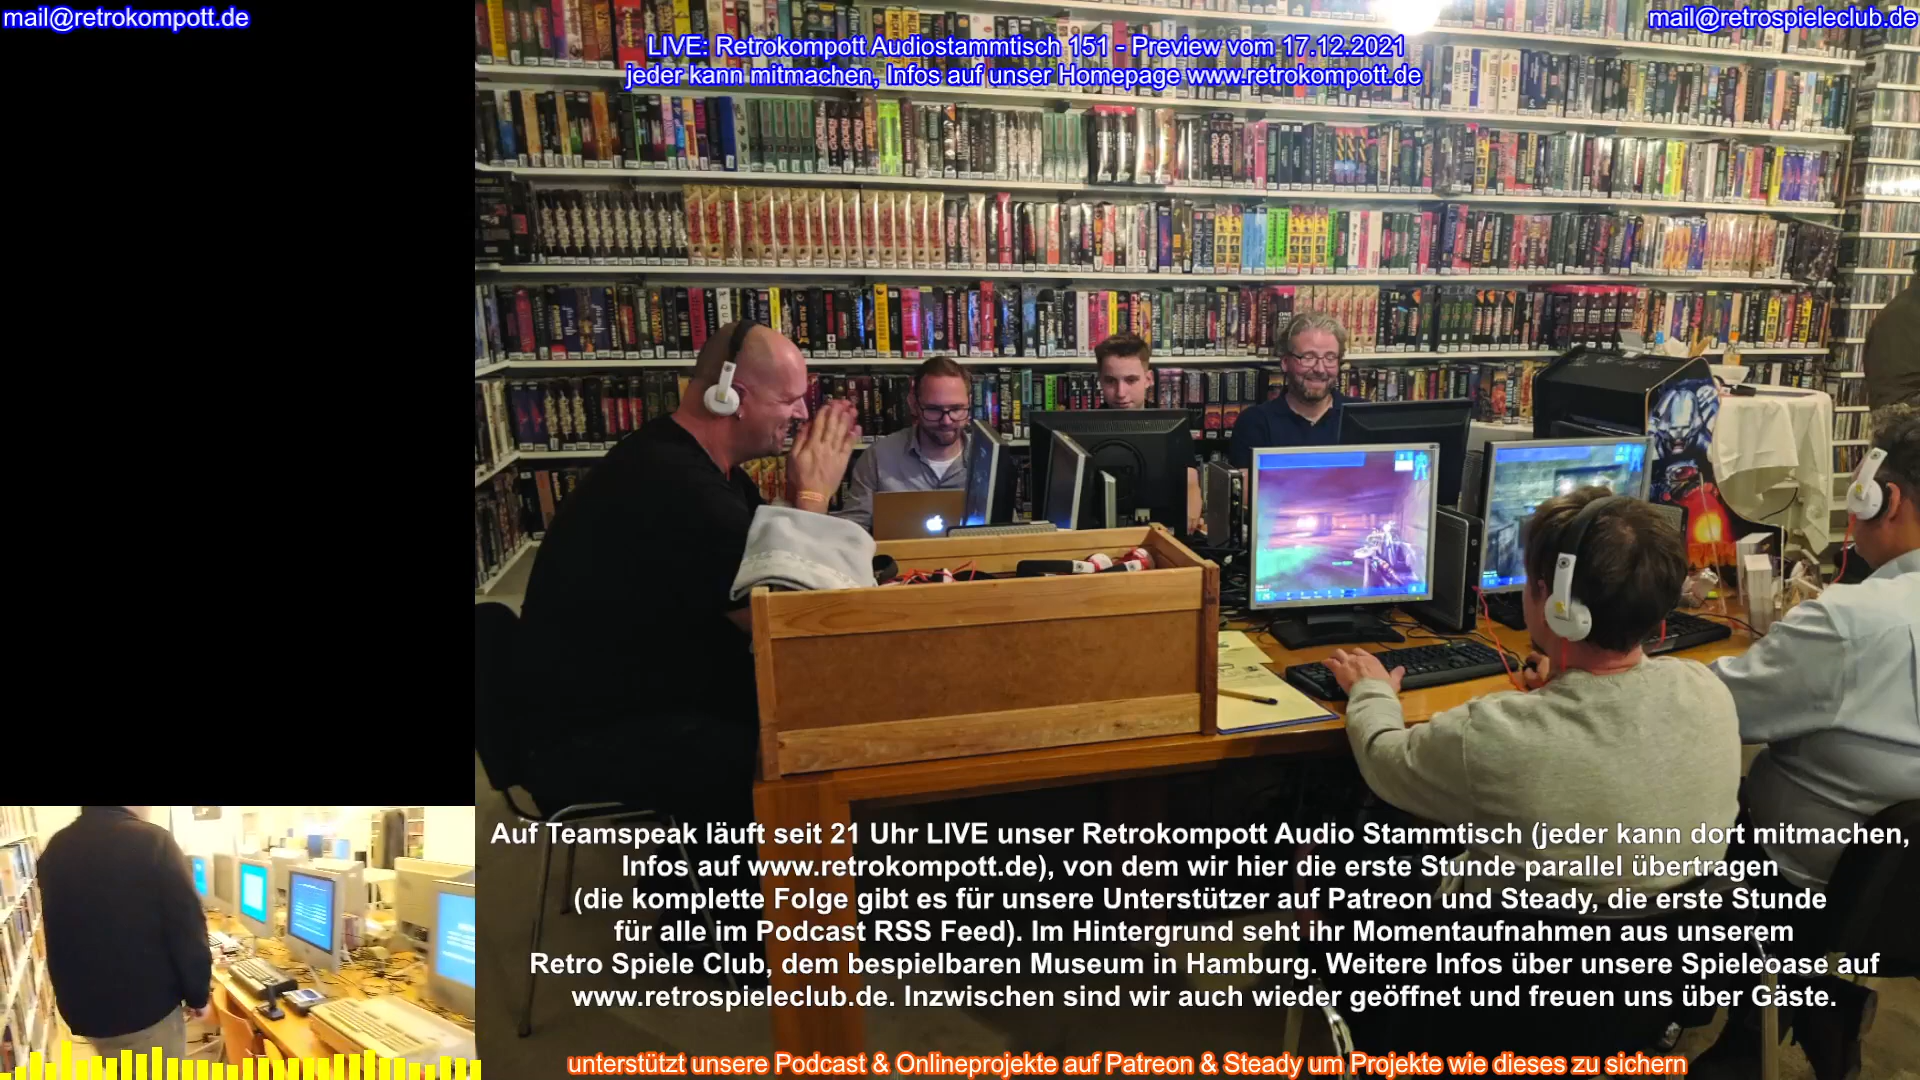 mail@retrokompott.de
mail@retrospieleclub.de
LIVE: Retrokompott Audiostammtisch 151 - Preview vom 17.12.2021
jeder kann mitmachen, Infos auf unser Homepage www.retrokompott.de
Auf Teamspeak läuft seit 21 Uhr LIVE unser Retrokompott Audio Stammtisch (jeder kann dort mitmachen,
Infos auf www.retrokompott.de), von dem wir hier die erste Stunde parallel übertragen
(die komplette Folge gibt es für unsere Unterstützer auf Patreon und Steady, die erste Stunde
für alle im Podcast RSS Feed). Im Hintergrund seht ihr Momentaufnahmen aus unserem
Retro Spiele Club, dem bespielbaren Museum in Hamburg. Weitere Infos über unsere Spieleoase auf
www.retrospieleclub.de. Inzwischen sind wir auch wieder geöffnet und freuen uns über Gäste.
unterstützt unsere Podcast & Onlineprojekte auf Patreon & Steady um Projekte wie dieses zu sichern